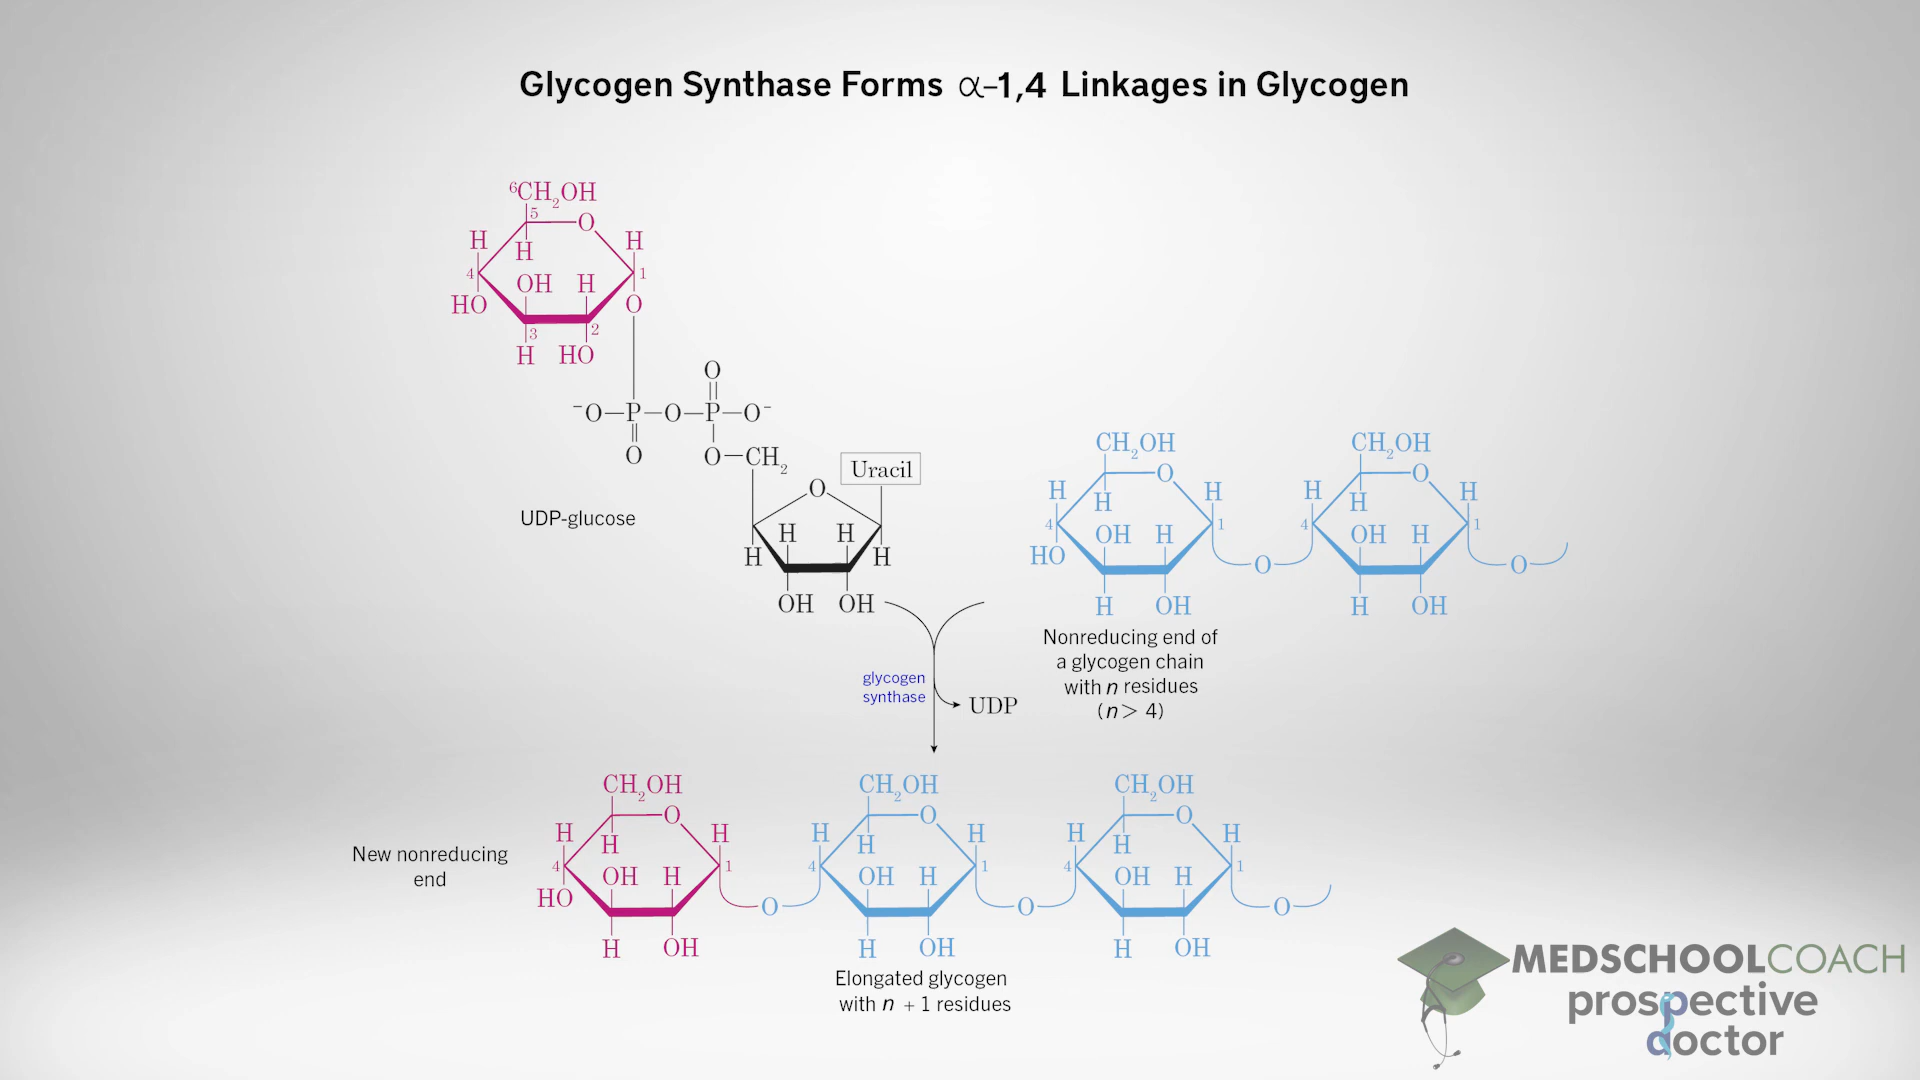 Glycogen Synthase Forms α-1,4 Linkages in Glycogen
⁶CH₂OH
5 O
H H H
4 OH H 1
HO O
3 2
H HO
O
⁻O—P—O—P—O⁻
O O—CH₂
Uracil
O
UDP-glucose
H H
H H
OH OH
CH₂OH CH₂OH
O O
H H H H H H
4 OH H 1 4 OH H 1
HO O O
H OH H OH
Nonreducing end of
a glycogen chain
with n residues
(n > 4)
glycogen
synthase
UDP
CH₂OH CH₂OH CH₂OH
O O O
H H H H H H H H H
4 OH H 1 4 OH H 1 4 OH H 1
HO O O O
H OH H OH H OH
New nonreducing
end
Elongated glycogen
with n + 1 residues
MEDSCHOOLCOACH
prospective
doctor